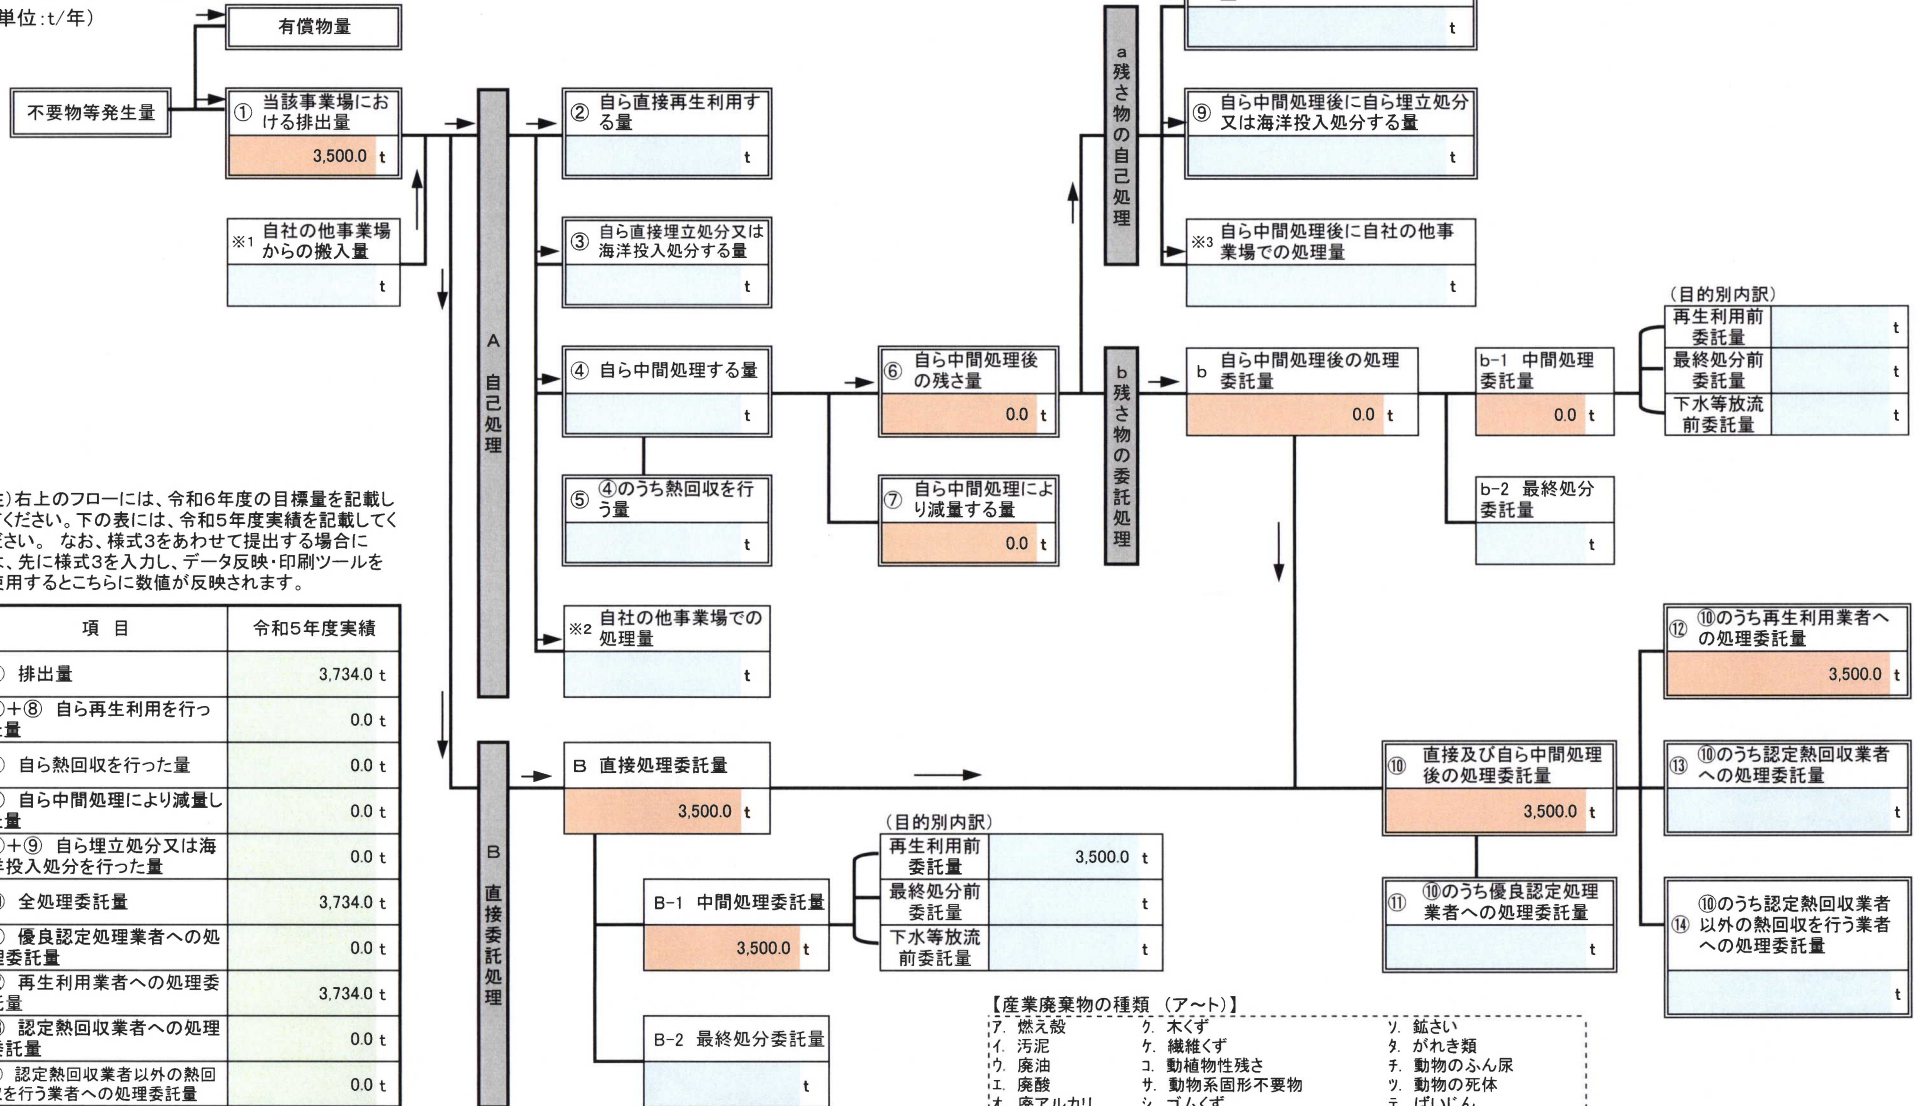 単位:t/年)
有償物量
不要物等発生量
① 当該事業場にお
ける排出量
3,500.0 t
※1 自社の他事業場
からの搬入量
t
A 自己処理
② 自ら直接再生利用す
る量
t
③ 自ら直接埋立処分又は
海洋投入処分する量
t
④ 自ら中間処理する量
t
⑤ ④のうち熱回収を行
う量
t
※2 自社の他事業場での
処理量
t
⑥ 自ら中間処理後
の残さ量
0.0 t
⑦ 自ら中間処理によ
り減量する量
0.0 t
a 残さ物の自己処理
t
⑨ 自ら中間処理後に自ら埋立処分
又は海洋投入処分する量
t
※3 自ら中間処理後に自社の他事
業場での処理量
t
b 残さ物の委託処理
b 自ら中間処理後の処理
委託量
0.0 t
b-1 中間処理
委託量
0.0 t
b-2 最終処分
委託量
t
(目的別内訳)
再生利用前
委託量
t
最終処分前
委託量
t
下水等放流
前委託量
t
)右上のフローには、令和6年度の目標量を記載し
ください。下の表には、令和5年度実績を記載してく
さい。 なお、様式3をあわせて提出する場合に
、先に様式3を入力し、データ反映・印刷ツールを
用するとこちらに数値が反映されます。
項 目 令和5年度実績
排出量 3,734.0 t
+⑧ 自ら再生利用を行っ
量 0.0 t
自ら熱回収を行った量 0.0 t
自ら中間処理により減量し
量 0.0 t
+⑨ 自ら埋立処分又は海
投入処分を行った量 0.0 t
全処理委託量 3,734.0 t
優良認定処理業者への処
委託量 0.0 t
再生利用業者への処理委
量 3,734.0 t
認定熱回収業者への処理
託量 0.0 t
認定熱回収業者以外の熱回
を行う業者への処理委託量 0.0 t
B 直接委託処理
B 直接処理委託量
3,500.0 t
B-1 中間処理委託量
3,500.0 t
B-2 最終処分委託量
t
(目的別内訳)
再生利用前
委託量
3,500.0 t
最終処分前
委託量
t
下水等放流
前委託量
t
⑩ 直接及び自ら中間処理
後の処理委託量
3,500.0 t
⑪ ⑩のうち優良認定処理
業者への処理委託量
t
⑫ ⑩のうち再生利用業者へ
の処理委託量
3,500.0 t
⑬ ⑩のうち認定熱回収業者
への処理委託量
t
⑭ ⑩のうち認定熱回収業者
以外の熱回収を行う業者
への処理委託量
t
【産業廃棄物の種類 (ア~ト)】
ア. 燃え殻 ク. 木くず ソ. 鉱さい
イ. 汚泥 ケ. 繊維くず タ. がれき類
ウ. 廃油 コ. 動植物性残さ チ. 動物のふん尿
エ. 廃酸 サ. 動物系固形不要物 ツ. 動物の死体
オ. 廃アルカリ シ. ゴムくず テ. ばいじん